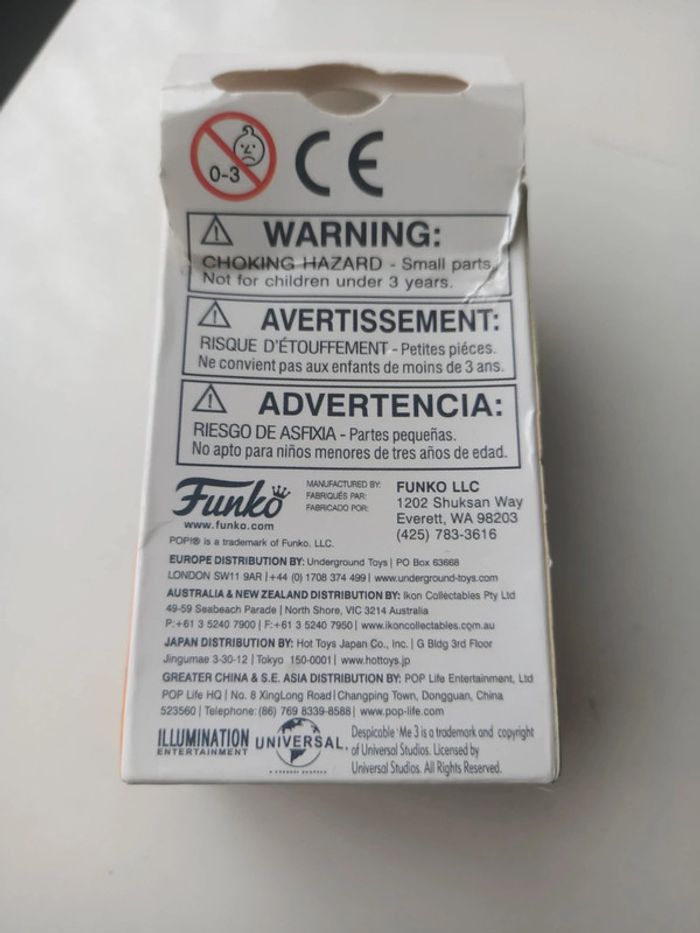 0-3
CE
WARNING:
CHOKING HAZARD - Small parts.
Not for children under 3 years.
AVERTISSEMENT:
RISQUE D'ÉTOUFFEMENT - Petites piéces.
Ne convient pas aux enfants de moins de 3 ans.
ADVERTENCIA:
RIESGO DE ASFIXIA - Partes pequeñas.
No apto para niños menores de tres años de edad.
Funko
www.funko.com
MANUFACTURED BY:
FABRIQUÉS PAR:
FABRICADO POR:
FUNKO LLC
1202 Shuksan Way
Everett, WA 98203
(425) 783-3616
POP!® is a trademark of Funko, LLC.
EUROPE DISTRIBUTION BY: Underground Toys | PO Box 63668
LONDON SW11 9AR | +44 (0) 1708 374 499 | www.underground-toys.com
AUSTRALIA & NEW ZEALAND DISTRIBUTION BY: Ikon Collectables Pty Ltd
49-59 Seabeach Parade | North Shore, VIC 3214 Australia
P:+61 3 5240 7900 | F:+61 3 5240 7950 | www.ikoncollectables.com.au
JAPAN DISTRIBUTION BY: Hot Toys Japan Co., Inc. | G Bldg 3rd Floor
Jingumae 3-30-12 | Tokyo 150-0001 | www.hottoys.jp
GREATER CHINA & S.E. ASIA DISTRIBUTION BY: POP Life Entertainment, Ltd
POP Life HQ | No. 8 XingLong Road | Changping Town, Dongguan, China
523560 | Telephone: (86) 769 8339-8588 | www.pop-life.com
ILLUMINATION
ENTERTAINMENT
UNIVERSAL
Despicable Me 3 is a trademark and copyright
of Universal Studios. Licensed by
Universal Studios. All Rights Reserved.